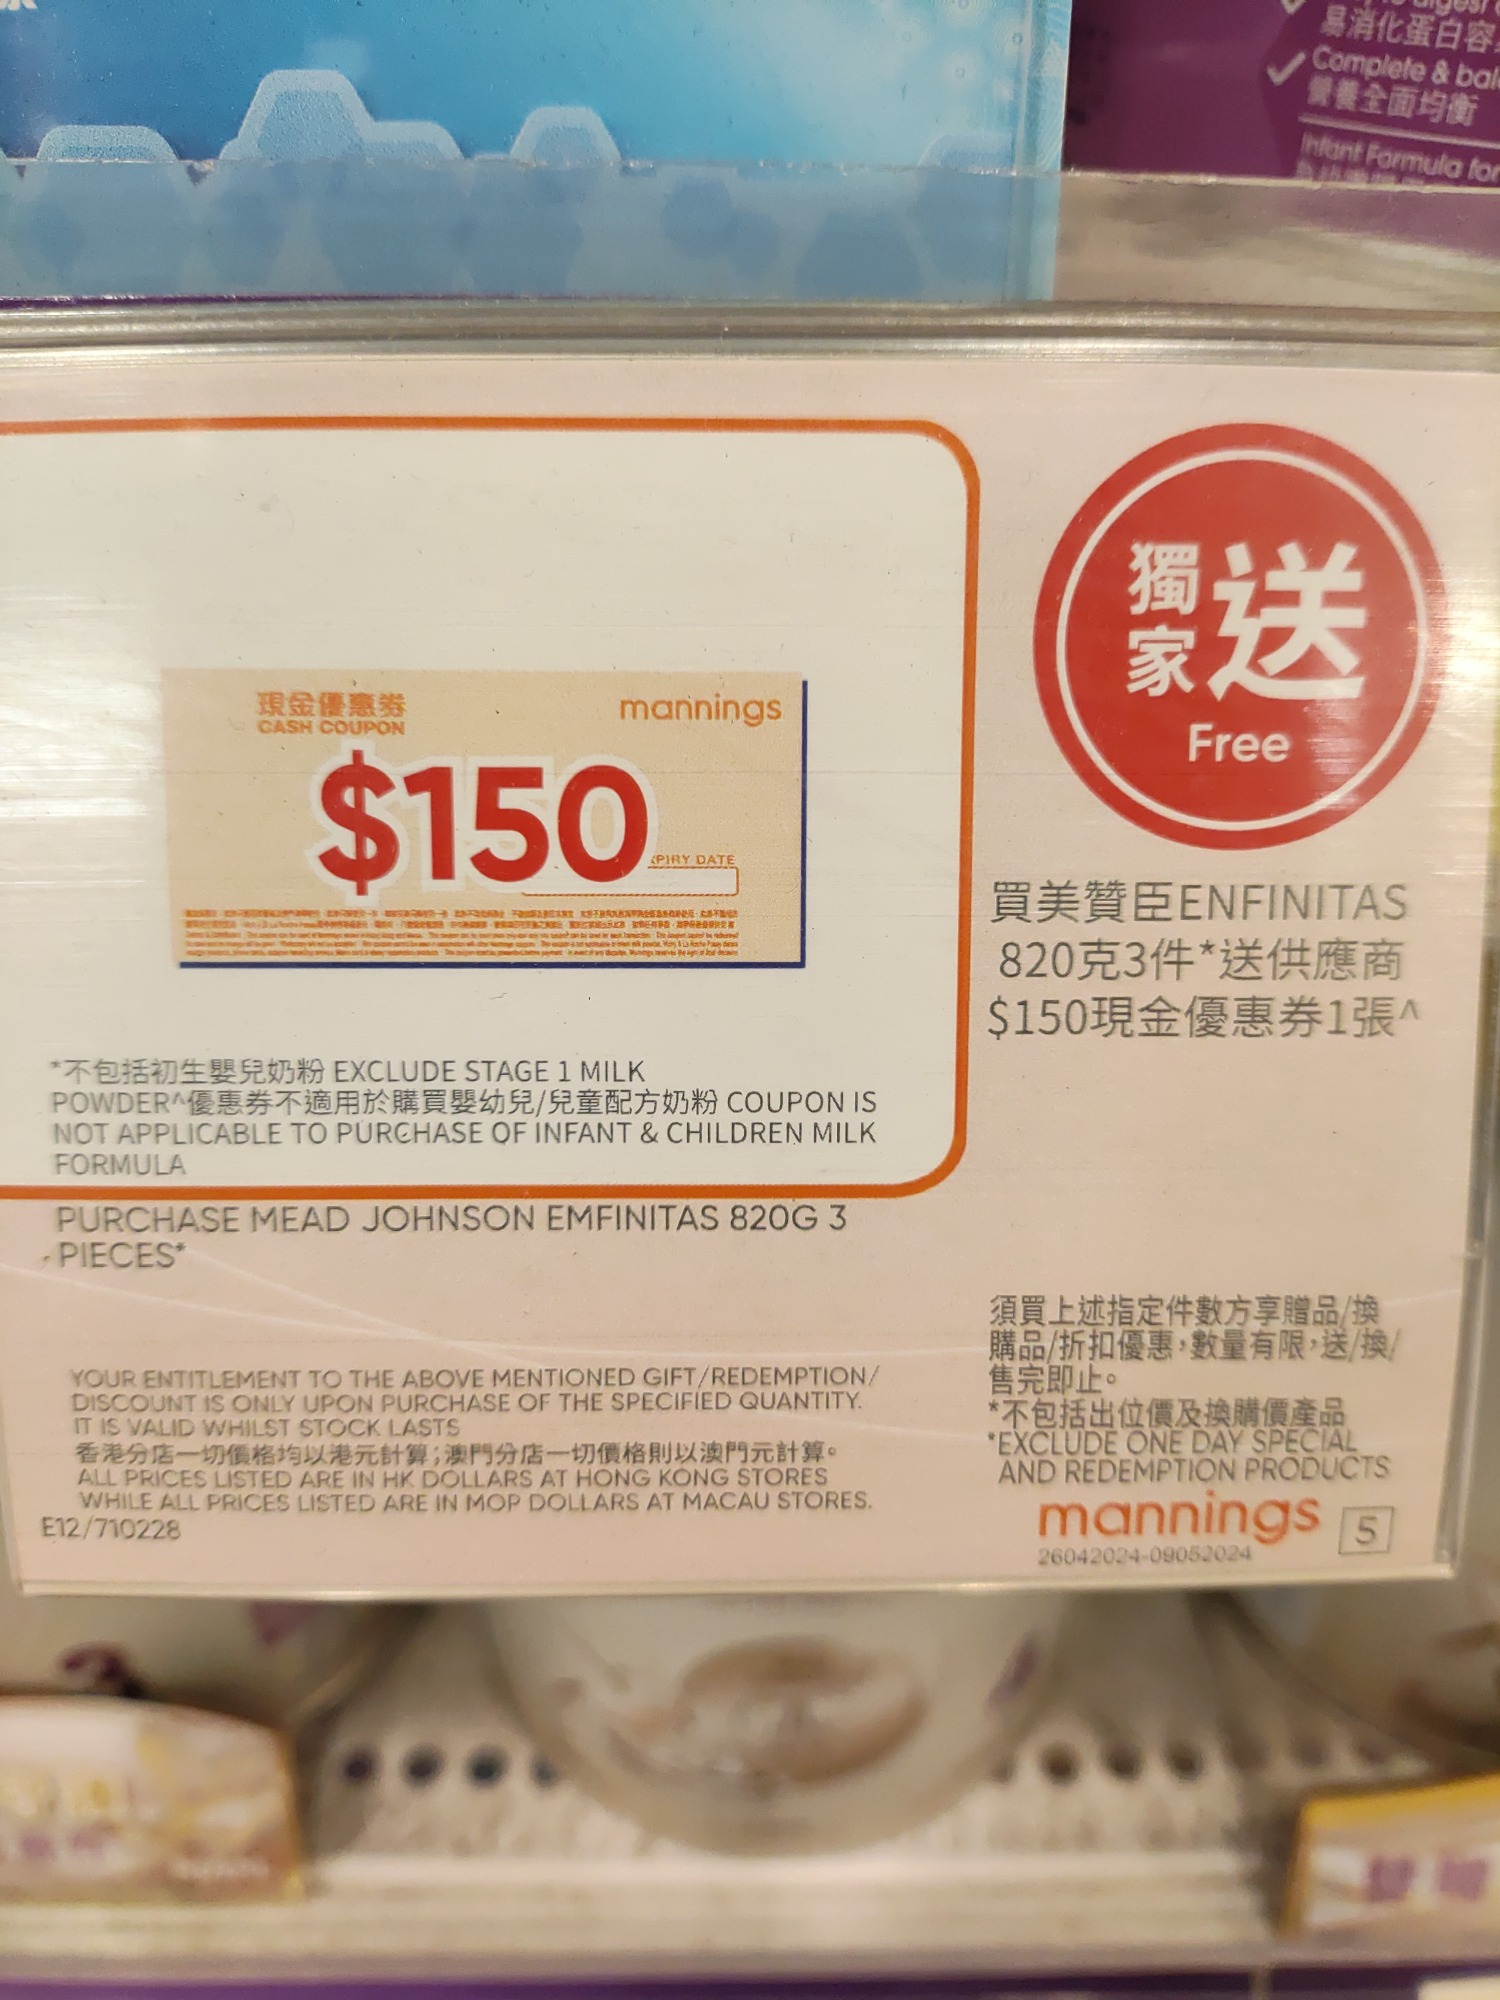 易消化蛋白容
Complete & bal
營養全面均衡
Infant Formula for
獨家送
Free
現金優惠券
CASH COUPON
mannings
$150
PIRY DATE
買美贊臣ENFINITAS
820克3件*送供應商
$150現金優惠券1張^
*不包括初生嬰兒奶粉 EXCLUDE STAGE 1 MILK
POWDER^優惠券不適用於購買嬰幼兒/兒童配方奶粉 COUPON IS
NOT APPLICABLE TO PURCHASE OF INFANT & CHILDREN MILK
FORMULA
PURCHASE MEAD JOHNSON EMFINITAS 820G 3
PIECES*
YOUR ENTITLEMENT TO THE ABOVE MENTIONED GIFT/REDEMPTION/
DISCOUNT IS ONLY UPON PURCHASE OF THE SPECIFIED QUANTITY.
IT IS VALID WHILST STOCK LASTS
香港分店一切價格均以港元計算;澳門分店一切價格則以澳門元計算。
ALL PRICES LISTED ARE IN HK DOLLARS AT HONG KONG STORES
WHILE ALL PRICES LISTED ARE IN MOP DOLLARS AT MACAU STORES.
E12/710228
須買上述指定件數方享贈品/換
購品/折扣優惠,數量有限,送/換/
售完即止。
*不包括出位價及換購價產品
*EXCLUDE ONE DAY SPECIAL
AND REDEMPTION PRODUCTS
mannings 5
26042024-09052024